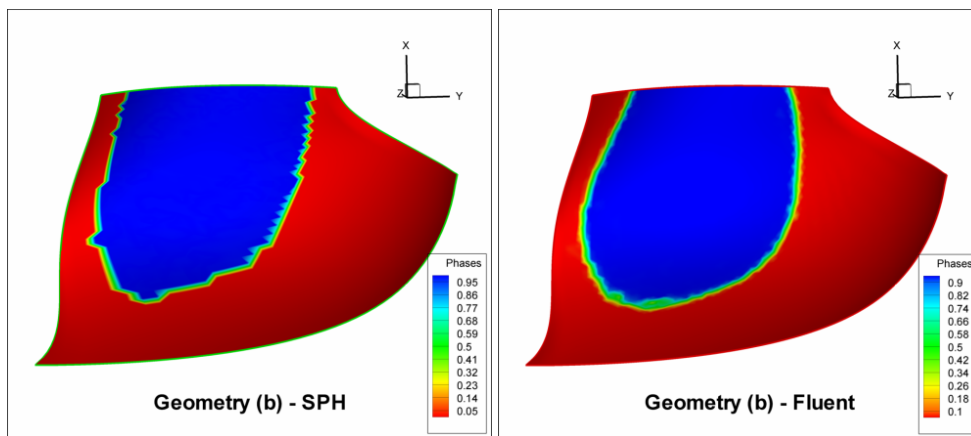 X
Z
Y
Phases
0.95
0.86
0.77
0.68
0.59
0.5
0.41
0.32
0.23
0.14
0.05
Geometry (b) - SPH
X
Z
Y
Phases
0.9
0.82
0.74
0.66
0.58
0.5
0.42
0.34
0.26
0.18
0.1
Geometry (b) - Fluent